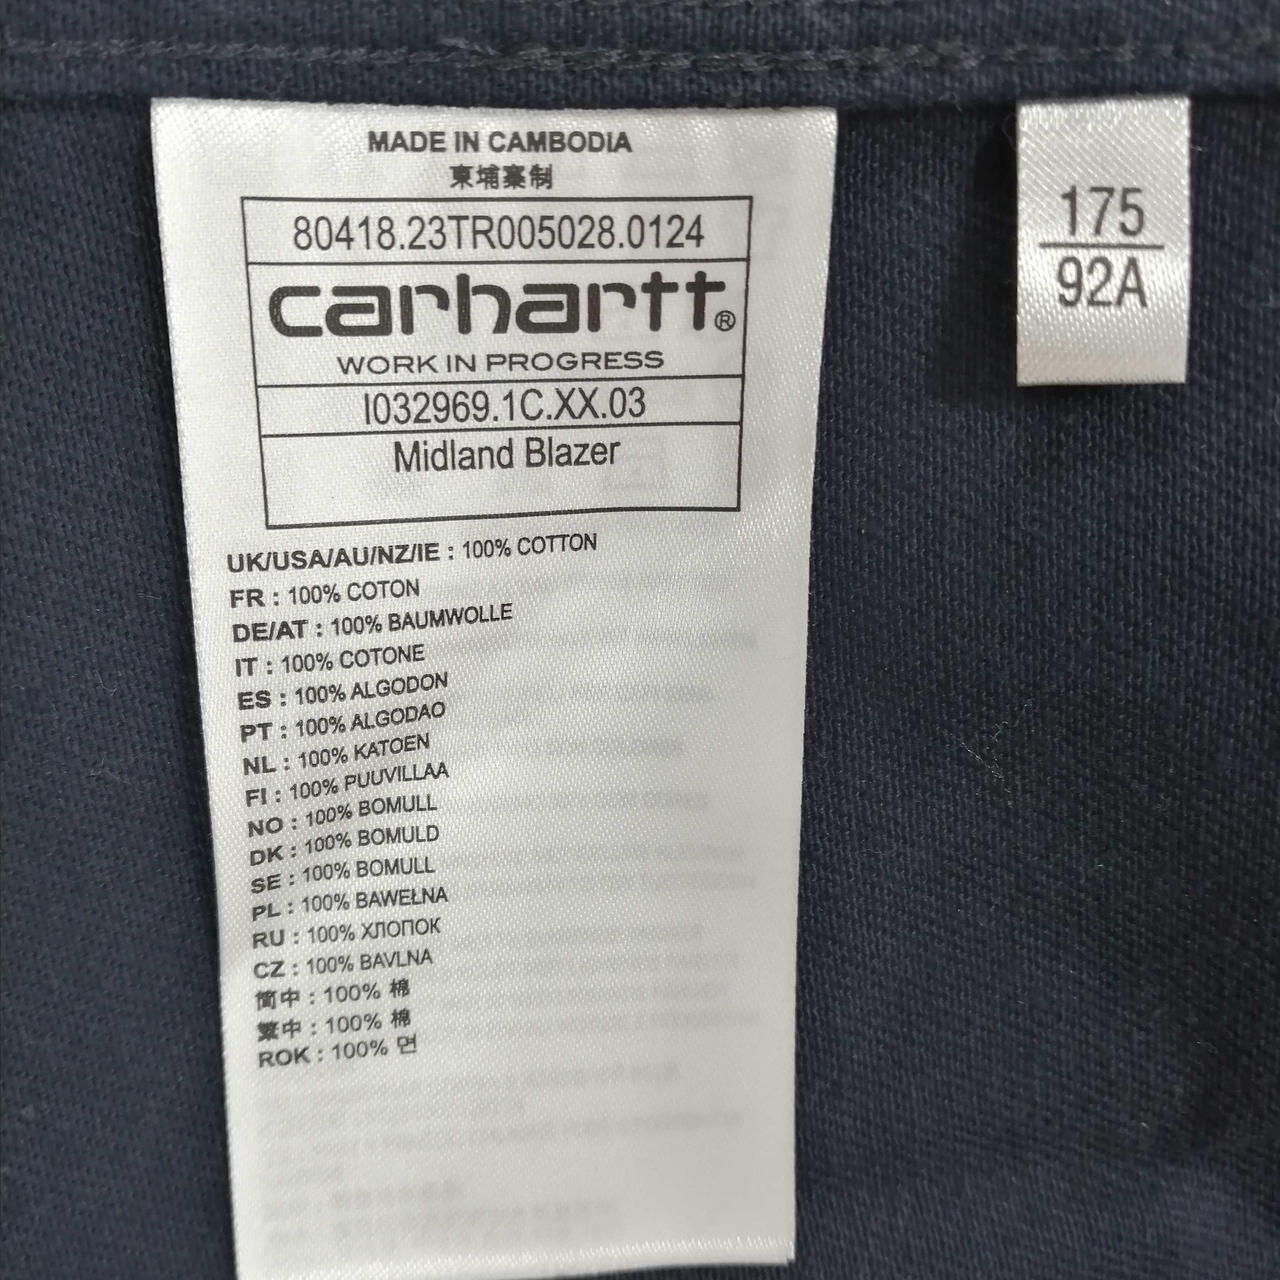 MADE IN CAMBODIA
柬埔寨制
80418.23TR005028.0124
carhartt®
WORK IN PROGRESS
I032969.1C.XX.03
Midland Blazer
UK/USA/AU/NZ/IE : 100% COTTON
FR : 100% COTON
DE/AT : 100% BAUMWOLLE
IT : 100% COTONE
ES : 100% ALGODON
PT : 100% ALGODAO
NL : 100% KATOEN
FI : 100% PUUVILLAA
NO : 100% BOMULL
DK : 100% BOMULD
SE : 100% BOMULL
PL : 100% BAWEŁNA
RU : 100% ХЛОПОК
CZ : 100% BAVLNA
简中 : 100% 棉
繁中 : 100% 棉
ROK : 100% 면
175
92A